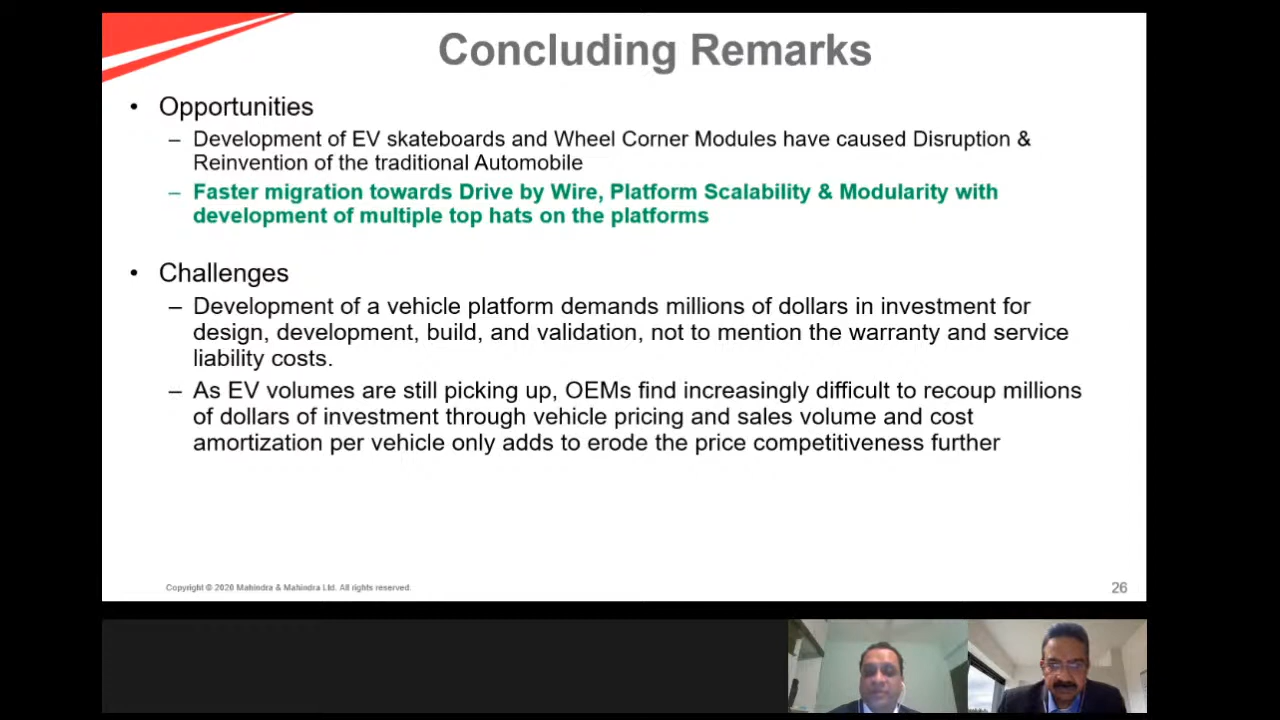 Concluding Remarks
• Opportunities
– Development of EV skateboards and Wheel Corner Modules have caused Disruption &
Reinvention of the traditional Automobile
– Faster migration towards Drive by Wire, Platform Scalability & Modularity with
development of multiple top hats on the platforms
• Challenges
– Development of a vehicle platform demands millions of dollars in investment for
design, development, build, and validation, not to mention the warranty and service
liability costs.
– As EV volumes are still picking up, OEMs find increasingly difficult to recoup millions
of dollars of investment through vehicle pricing and sales volume and cost
amortization per vehicle only adds to erode the price competitiveness further
Copyright © 2020 Mahindra & Mahindra Ltd. All rights reserved.
26